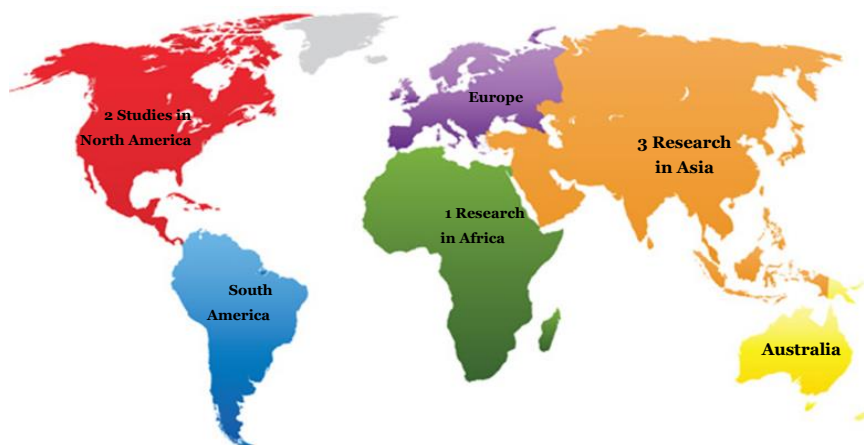 2 Studies in
North America
Europe
3 Research
in Asia
1 Research
in Africa
South
America
Australia